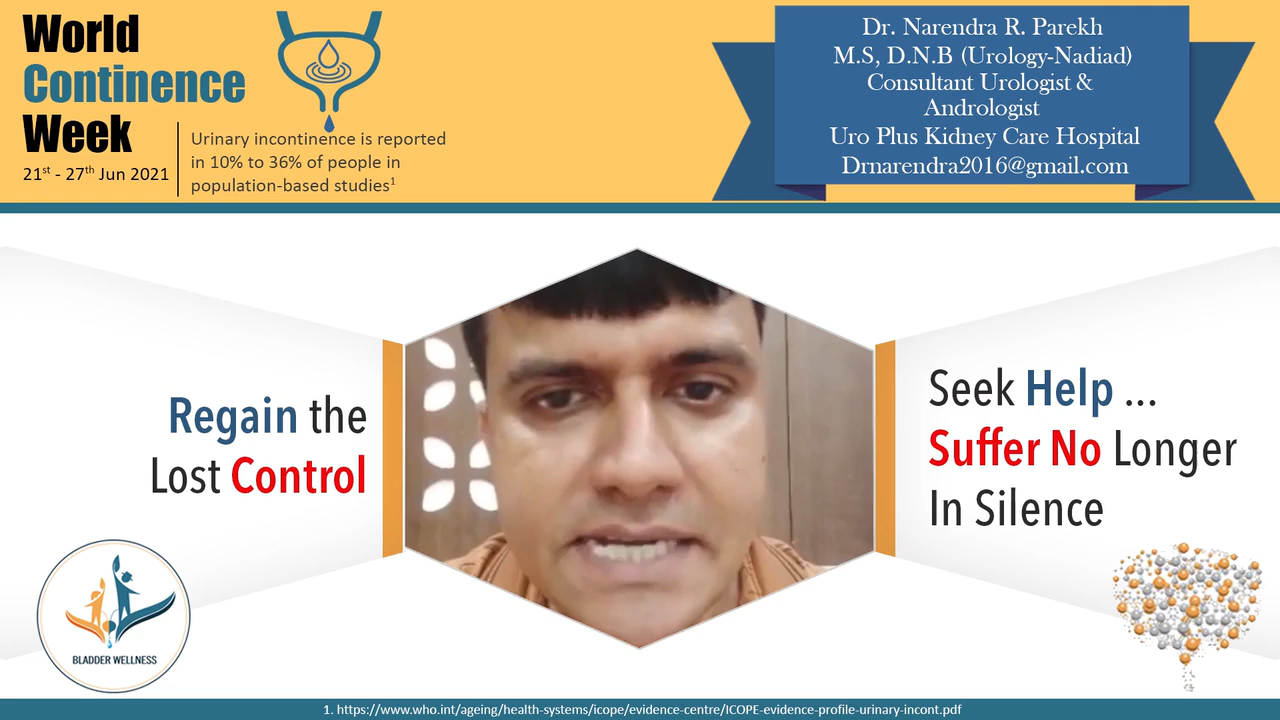 World
Continence
Week
21st - 27th Jun 2021
Urinary incontinence is reported
in 10% to 36% of people in
population-based studies1
Dr. Narendra R. Parekh
M.S, D.N.B (Urology-Nadiad)
Consultant Urologist &
Andrologist
Uro Plus Kidney Care Hospital
Drnarendra2016@gmail.com
Regain the
Lost Control
Seek Help ...
Suffer No Longer
In Silence
BLADDER WELLNESS
1. https://www.who.int/ageing/health-systems/icope/evidence-centre/ICOPE-evidence-profile-urinary-incont.pdf